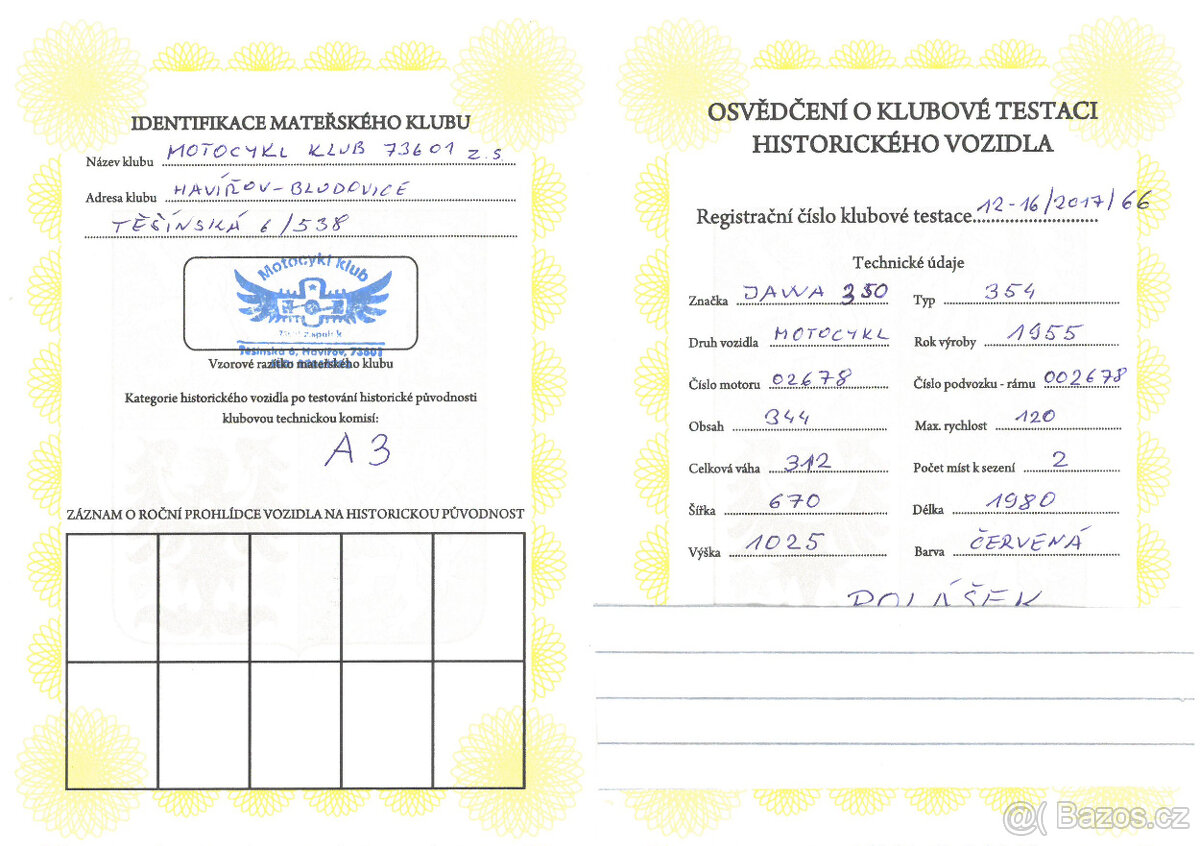 IDENTIFIKACE MATEŘSKÉHO KLUBU
Název klubu MOTOCYKL KLUB 73601 z.s
Adresa klubu HAVÍŘOV-BLUDOVICE
TĚŠÍNSKÁ 6/538
Motocykl klub
Těšínská 6, Havířov, 73601
Vzorové razítko mateřského klubu
Kategorie historického vozidla po testování historické původnosti
klubovou technickou komisí:
A3
ZÁZNAM O ROČNÍ PROHLÍDCE VOZIDLA NA HISTORICKOU PŮVODNOST
OSVĚDČENÍ O KLUBOVÉ TESTACI
HISTORICKÉHO VOZIDLA
Registrační číslo klubové testace 12-16/2017/66
Technické údaje
Značka JAWA 350 Typ 354
Druh vozidla MOTOCYKL Rok výroby 1955
Číslo motoru 02678 Číslo podvozku - rámu 002678
Obsah 344 Max. rychlost 120
Celková váha 312 Počet míst k sezení 2
Šířka 670 Délka 1980
Výška 1025 Barva ČERVENÁ
POLÁŠEK
@( Bazos.cz